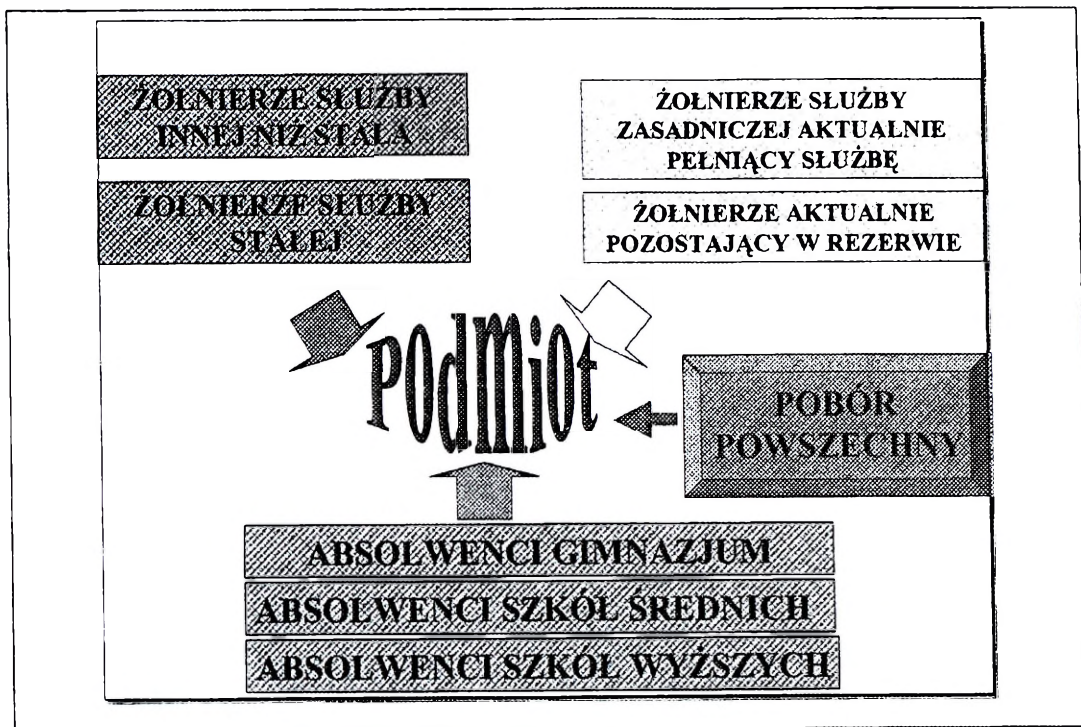 ŻOŁNIERZE SŁUŻBY
INNEJ NIŻ STAŁA
ŻOŁNIERZE SŁUŻBY
STAŁEJ
ŻOŁNIERZE SŁUŻBY
ZASADNICZEJ AKTUALNIE
PEŁNIĄCY SŁUŻBĘ
ŻOŁNIERZE AKTUALNIE
POZOSTAJĄCY W REZERWIE
Podmiot
POBÓR
POWSZECHNY
ABSOLWENCI GIMNAZJUM
ABSOLWENCI SZKÓŁ ŚREDNICH
ABSOLWENCI SZKÓŁ WYŻSZYCH